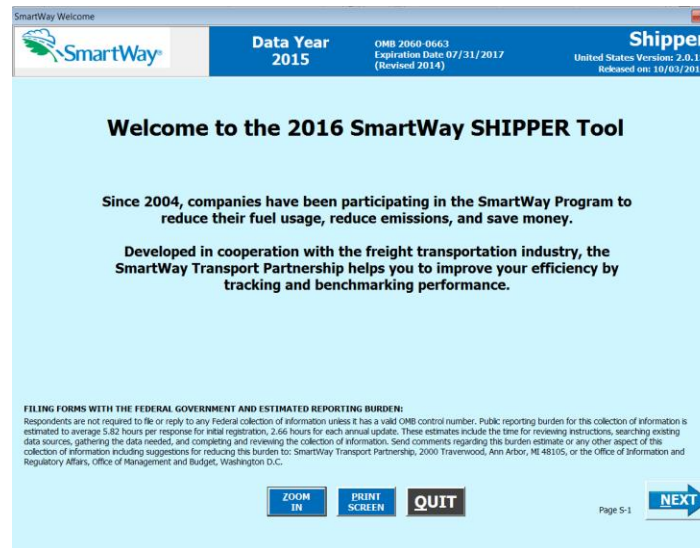 SmartWay Welcome
SmartWay®
Data Year
2015
OMB 2060-0663
Expiration Date 07/31/2017
(Revised 2014)
Shipper
United States Version: 2.0.1
Released on: 10/03/201
Welcome to the 2016 SmartWay SHIPPER Tool
Since 2004, companies have been participating in the SmartWay Program to
reduce their fuel usage, reduce emissions, and save money.
Developed in cooperation with the freight transportation industry, the
SmartWay Transport Partnership helps you to improve your efficiency by
tracking and benchmarking performance.
FILING FORMS WITH THE FEDERAL GOVERNMENT AND ESTIMATED REPORTING BURDEN:
Respondents are not required to file or reply to any Federal collection of information unless it has a valid OMB control number. Public reporting burden for this collection of information is
estimated to average 5.82 hours per response for initial registration, 2.66 hours for each annual update. These estimates include the time for reviewing instructions, searching existing
data sources, gathering the data needed, and completing and reviewing the collection of information. Send comments regarding this burden estimate or any other aspect of this
collection of information including suggestions for reducing this burden to: SmartWay Transport Partnership, 2000 Traverwood, Ann Arbor, MI 48105, or the Office of Information and
Regulatory Affairs, Office of Management and Budget, Washington D.C.
ZOOM
IN
PRINT
SCREEN
QUIT
Page S-1
NEXT